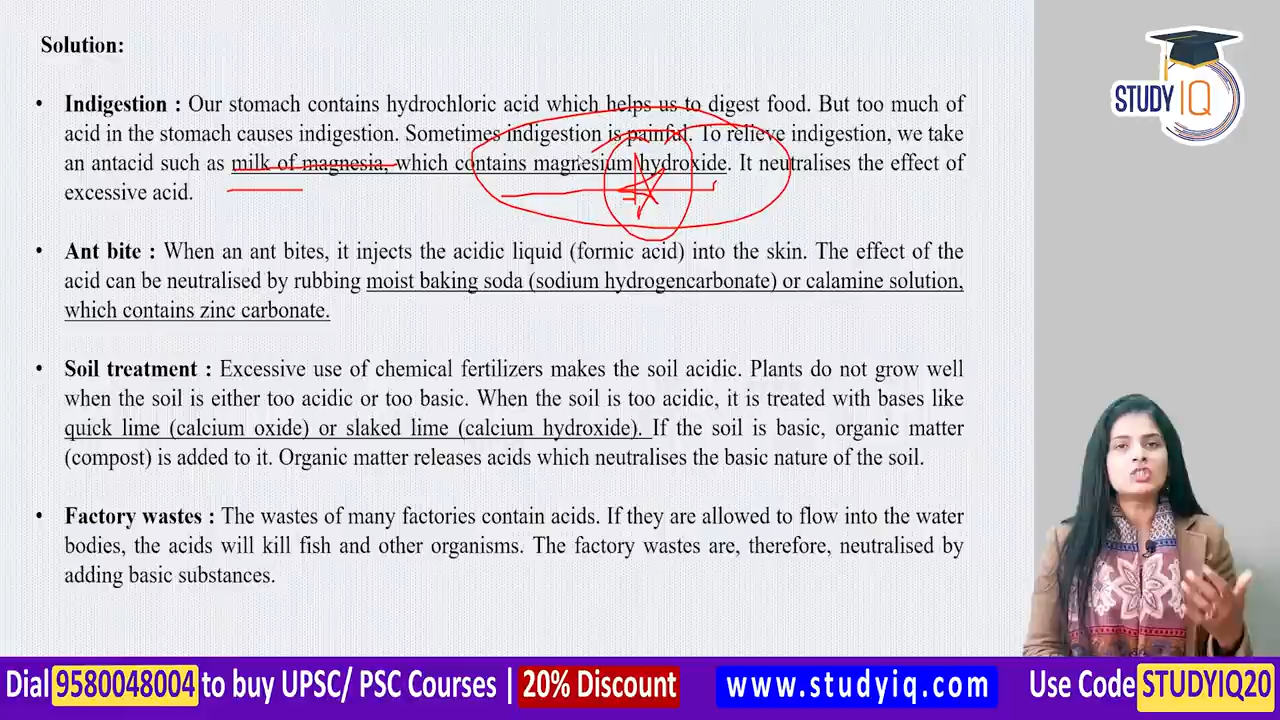 Solution:
STUDY IQ
• Indigestion : Our stomach contains hydrochloric acid which helps us to digest food. But too much of
acid in the stomach causes indigestion. Sometimes indigestion is painful. To relieve indigestion, we take
an antacid such as milk of magnesia, which contains magnesium hydroxide. It neutralises the effect of
excessive acid.
• Ant bite : When an ant bites, it injects the acidic liquid (formic acid) into the skin. The effect of the
acid can be neutralised by rubbing moist baking soda (sodium hydrogencarbonate) or calamine solution,
which contains zinc carbonate.
• Soil treatment : Excessive use of chemical fertilizers makes the soil acidic. Plants do not grow well
when the soil is either too acidic or too basic. When the soil is too acidic, it is treated with bases like
quick lime (calcium oxide) or slaked lime (calcium hydroxide). If the soil is basic, organic matter
(compost) is added to it. Organic matter releases acids which neutralises the basic nature of the soil.
• Factory wastes : The wastes of many factories contain acids. If they are allowed to flow into the water
bodies, the acids will kill fish and other organisms. The factory wastes are, therefore, neutralised by
adding basic substances.
Dial 9580048004 to buy UPSC/ PSC Courses | 20% Discount www.studyiq.com Use Code STUDYIQ20